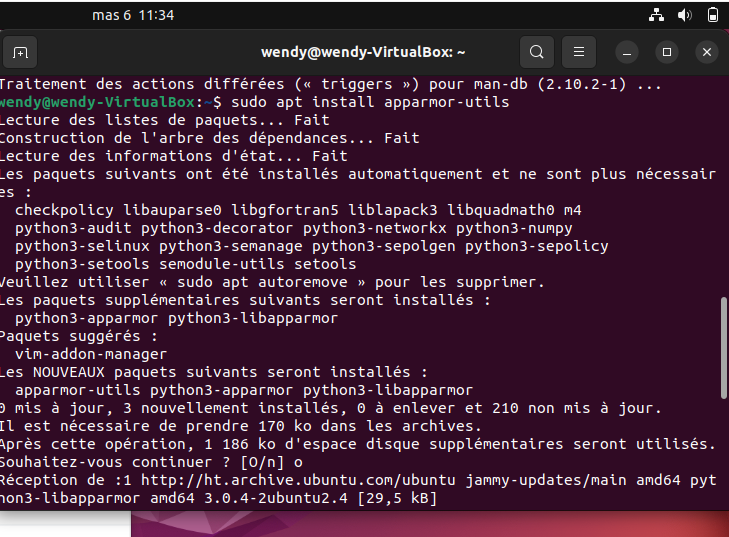 mas 6 11:34
wendy@wendy-VirtualBox: ~
Traitement des actions différées (« triggers ») pour man-db (2.10.2-1) ...
wendy@wendy-VirtualBox:~$ sudo apt install apparmor-utils
Lecture des listes de paquets... Fait
Construction de l'arbre des dépendances... Fait
Lecture des informations d'état... Fait
Les paquets suivants ont été installés automatiquement et ne sont plus nécessair
es :
  checkpolicy libauparse0 libgfortran5 liblapack3 libquadmath0 m4
  python3-audit python3-decorator python3-networkx python3-numpy
  python3-selinux python3-semanage python3-sepolgen python3-sepolicy
  python3-setools semodule-utils setools
Veuillez utiliser « sudo apt autoremove » pour les supprimer.
Les paquets supplémentaires suivants seront installés :
  python3-apparmor python3-libapparmor
Paquets suggérés :
  vim-addon-manager
Les NOUVEAUX paquets suivants seront installés :
  apparmor-utils python3-apparmor python3-libapparmor
0 mis à jour, 3 nouvellement installés, 0 à enlever et 210 non mis à jour.
Il est nécessaire de prendre 170 ko dans les archives.
Après cette opération, 1 186 ko d'espace disque supplémentaires seront utilisés.
Souhaitez-vous continuer ? [O/n] o
Réception de :1 http://ht.archive.ubuntu.com/ubuntu jammy-updates/main amd64 pyt
hon3-libapparmor amd64 3.0.4-2ubuntu2.4 [29,5 kB]